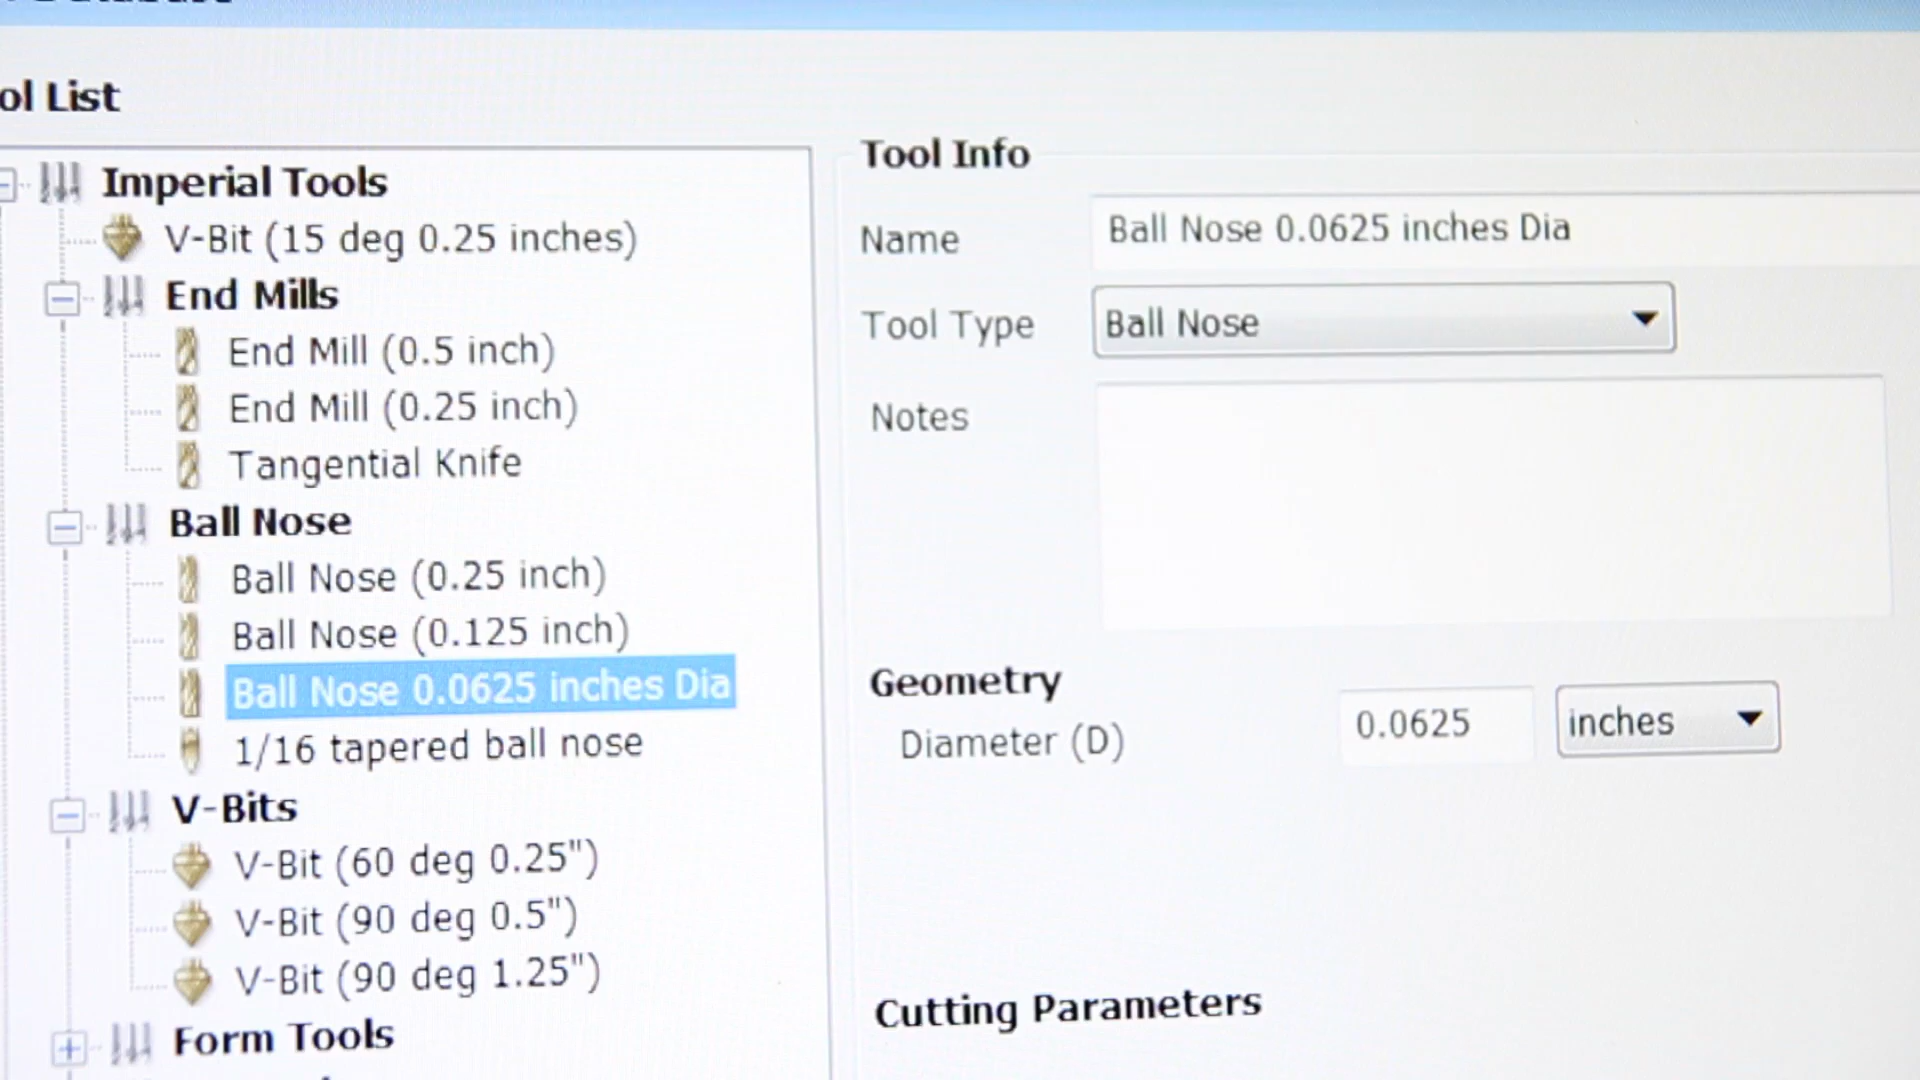 ol List
Imperial Tools
V-Bit (15 deg 0.25 inches)
End Mills
End Mill (0.5 inch)
End Mill (0.25 inch)
Tangential Knife
Ball Nose
Ball Nose (0.25 inch)
Ball Nose (0.125 inch)
Ball Nose 0.0625 inches Dia
1/16 tapered ball nose
V-Bits
V-Bit (60 deg 0.25")
V-Bit (90 deg 0.5")
V-Bit (90 deg 1.25")
Form Tools
Tool Info
Name Ball Nose 0.0625 inches Dia
Tool Type Ball Nose
Notes
Geometry
Diameter (D) 0.0625 inches
Cutting Parameters